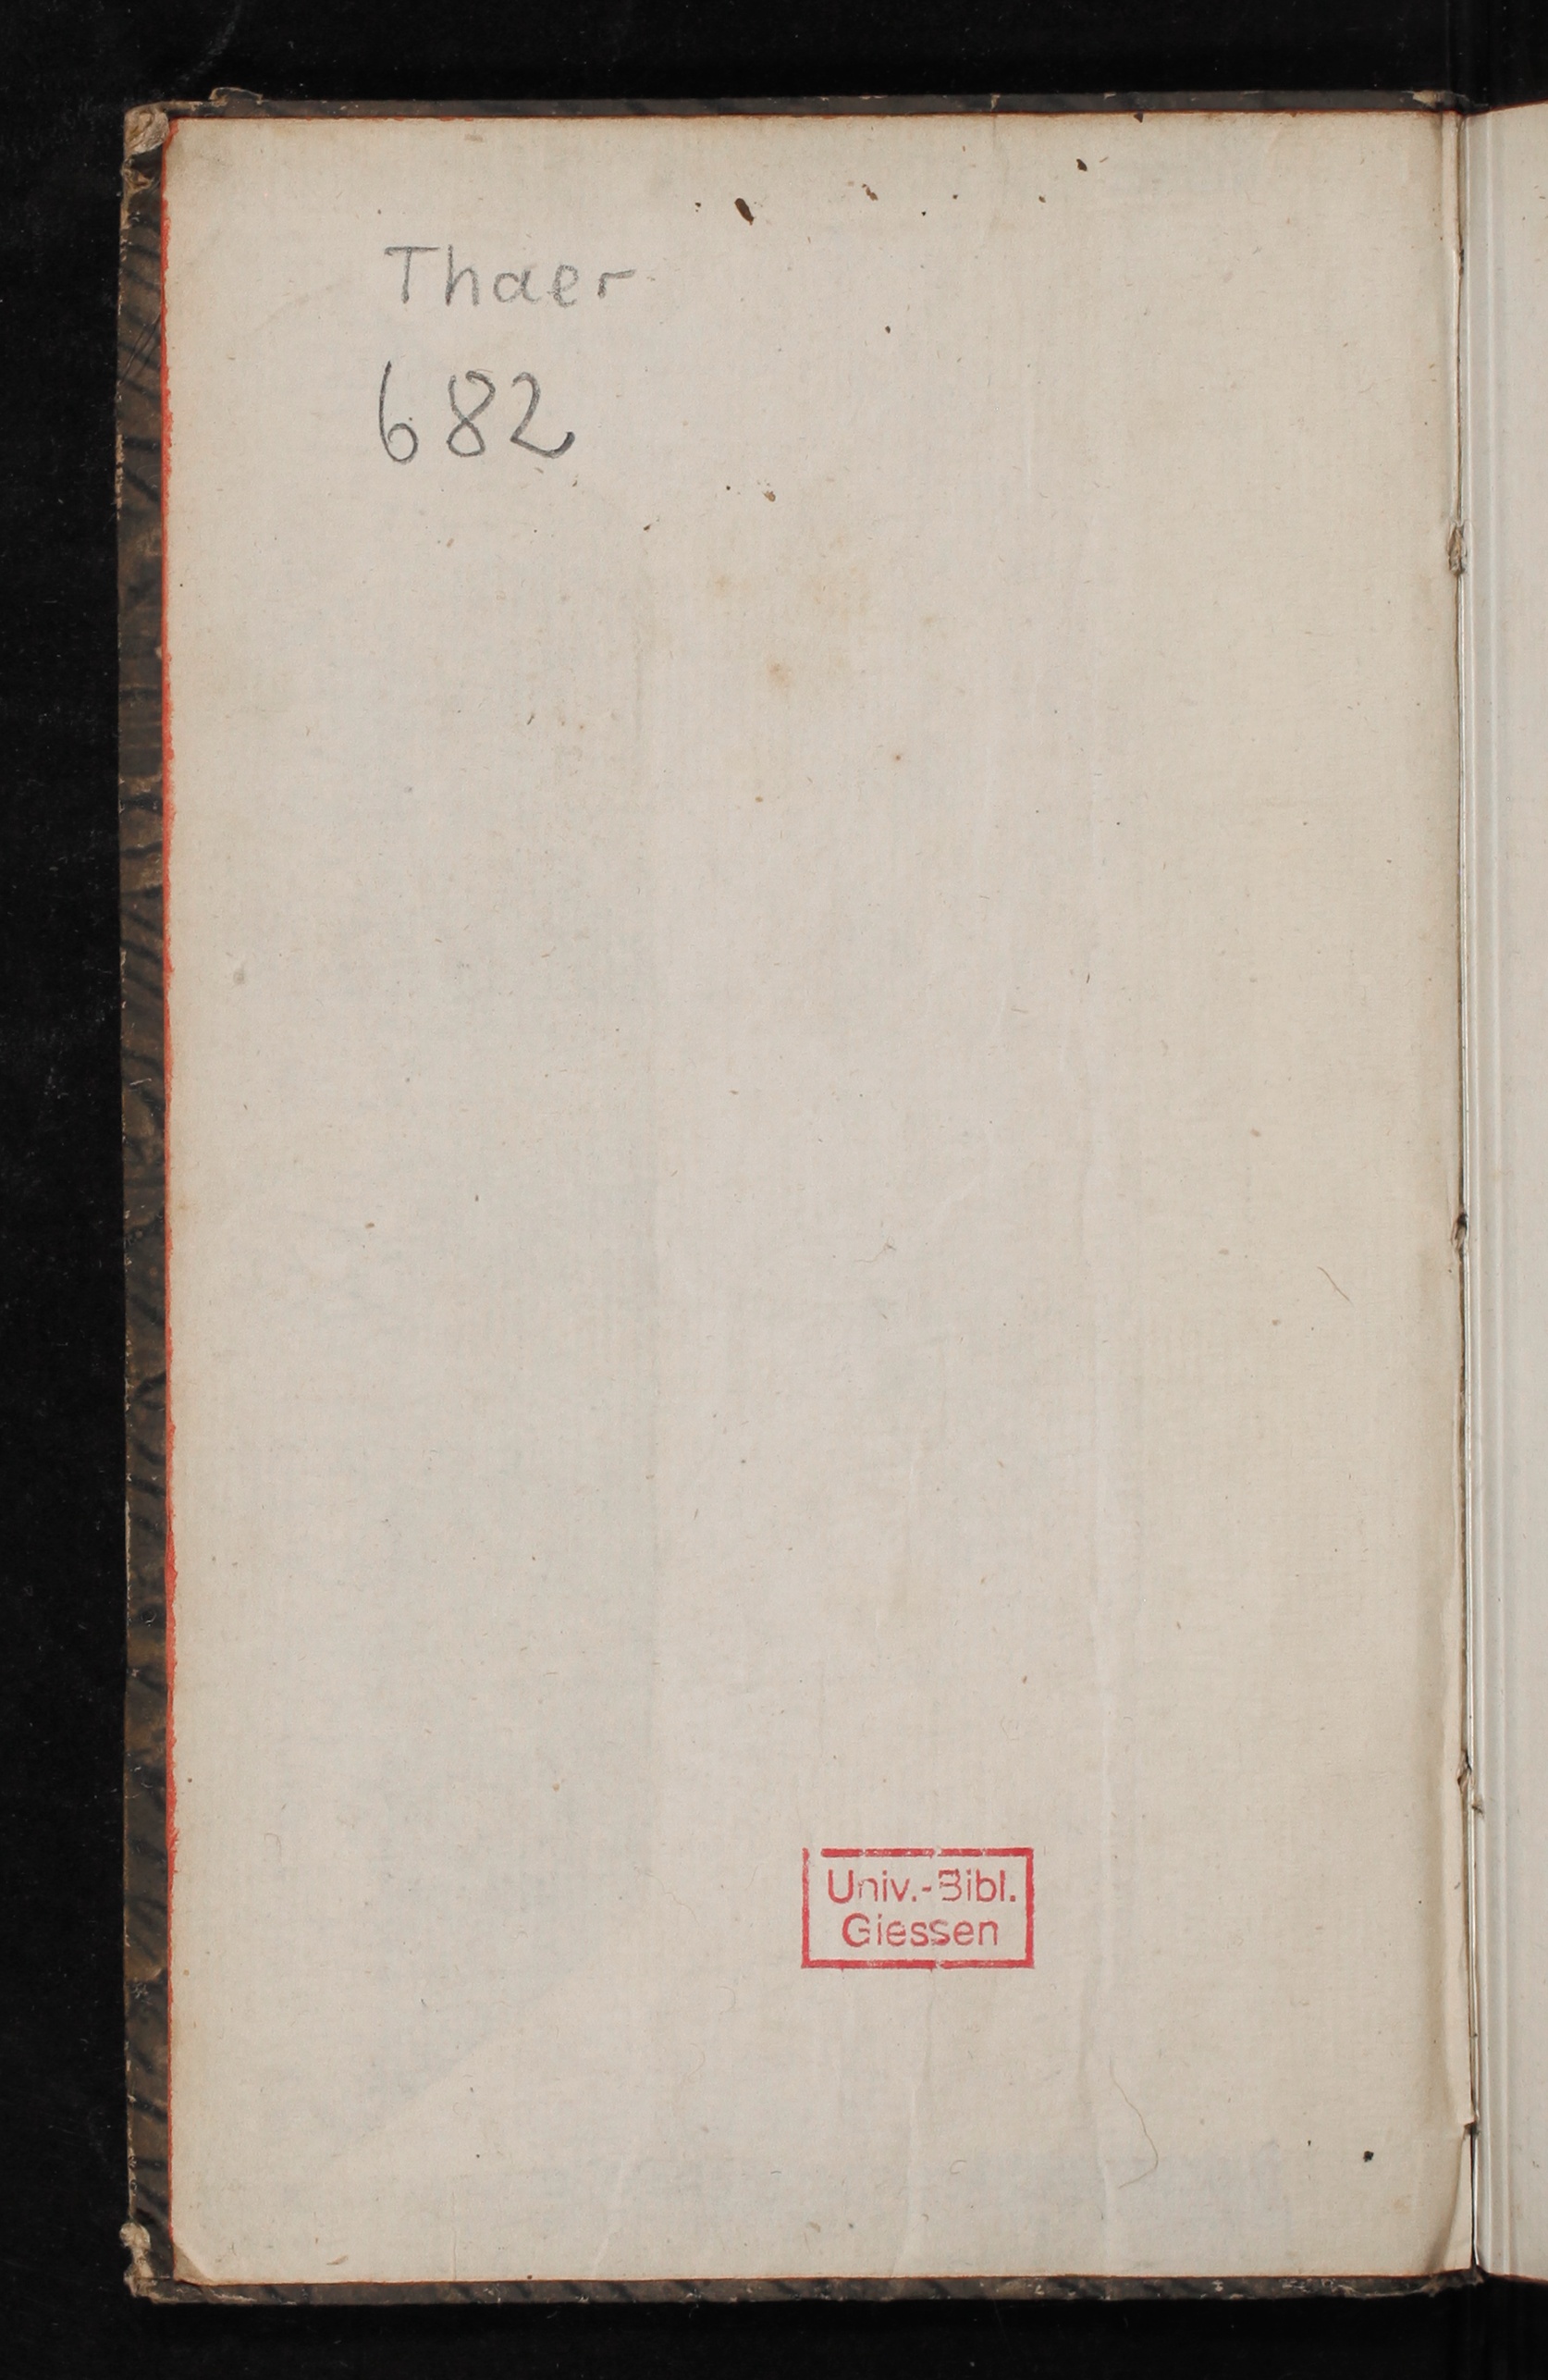 Thaer
682
Univ.-Bibl.
Giessen